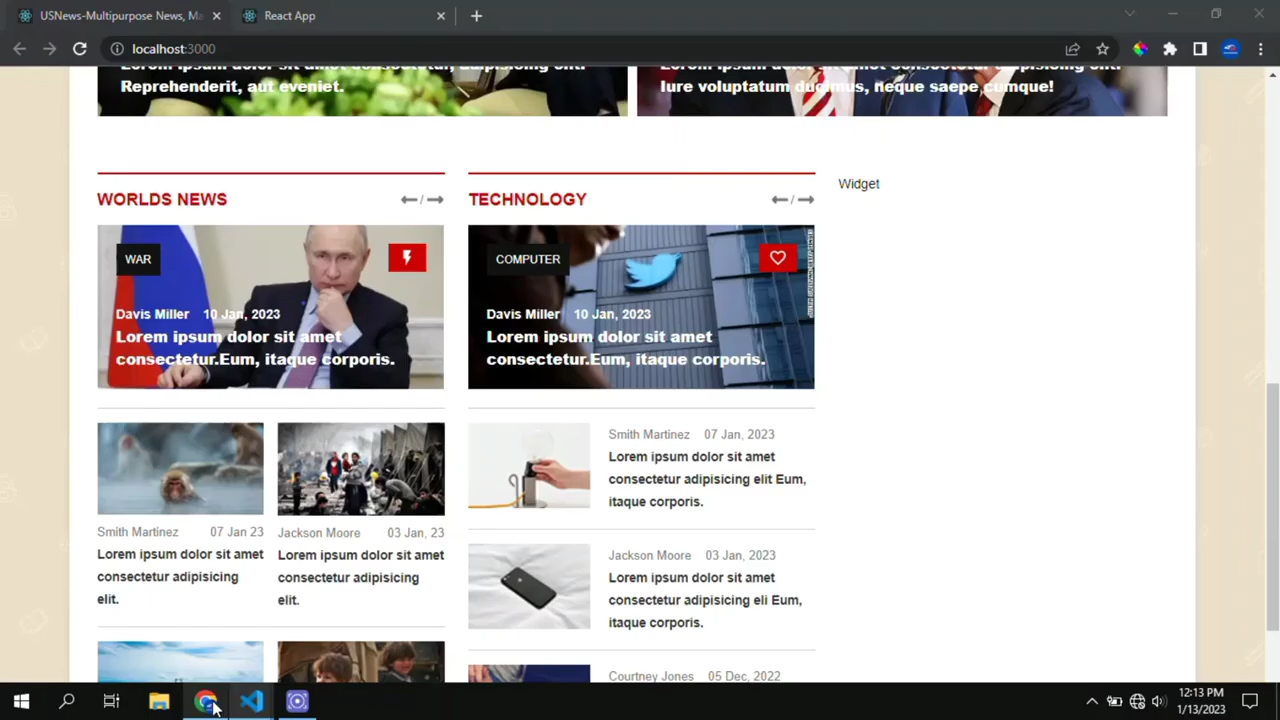 USNews-Multipurpose News, Ma
React App
localhost:3000
Reprehenderit, aut eveniet.
Iure voluptatum ducimus, neque saepe cumque!
WORLDS NEWS
/
TECHNOLOGY
/
Widget
WAR
Davis Miller 10 Jan, 2023
Lorem ipsum dolor sit amet
consectetur.Eum, itaque corporis.
COMPUTER
Davis Miller 10 Jan, 2023
Lorem ipsum dolor sit amet
consectetur.Eum, itaque corporis.
Smith Martinez 07 Jan 23
Lorem ipsum dolor sit amet
consectetur adipisicing
elit.
Jackson Moore 03 Jan, 23
Lorem ipsum dolor sit amet
consectetur adipisicing
elit.
Smith Martinez 07 Jan, 2023
Lorem ipsum dolor sit amet
consectetur adipisicing elit Eum,
itaque corporis.
Jackson Moore 03 Jan, 2023
Lorem ipsum dolor sit amet
consectetur adipisicing eli Eum,
itaque corporis.
Courtney Jones 05 Dec, 2022
12:13 PM
1/13/2023